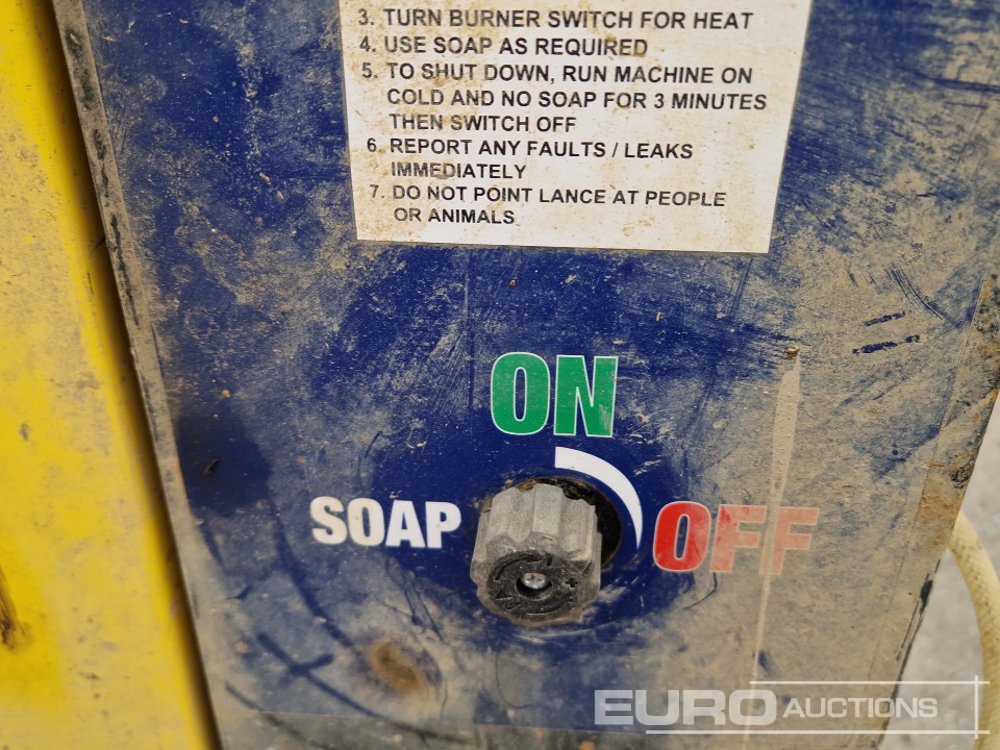 3. TURN BURNER SWITCH FOR HEAT
4. USE SOAP AS REQUIRED
5. TO SHUT DOWN, RUN MACHINE ON
COLD AND NO SOAP FOR 3 MINUTES
THEN SWITCH OFF
6. REPORT ANY FAULTS / LEAKS
IMMEDIATELY
7. DO NOT POINT LANCE AT PEOPLE
OR ANIMALS
ON
SOAP
OFF
EURO AUCTIONS